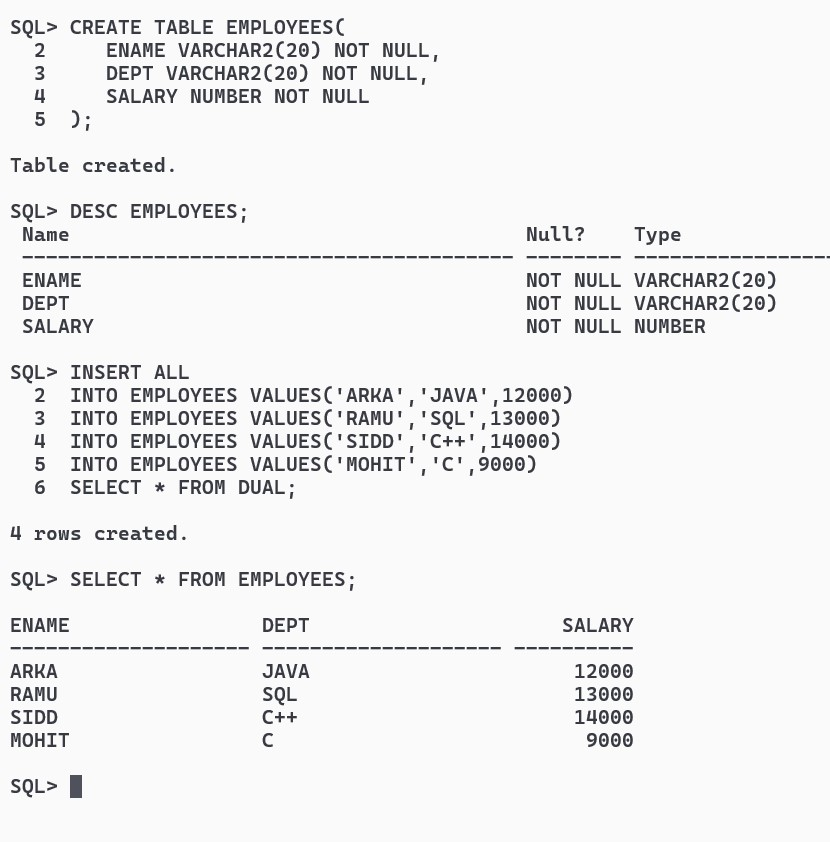 SQL> CREATE TABLE EMPLOYEES(
  2     ENAME VARCHAR2(20) NOT NULL,
  3     DEPT VARCHAR2(20) NOT NULL,
  4     SALARY NUMBER NOT NULL
  5  );
Table created.
SQL> DESC EMPLOYEES;
 Name                                      Null?    Type
 ----------------------------------------- -------- -----------------
 ENAME                                     NOT NULL VARCHAR2(20)
 DEPT                                      NOT NULL VARCHAR2(20)
 SALARY                                    NOT NULL NUMBER
SQL> INSERT ALL
  2  INTO EMPLOYEES VALUES('ARKA','JAVA',12000)
  3  INTO EMPLOYEES VALUES('RAMU','SQL',13000)
  4  INTO EMPLOYEES VALUES('SIDD','C++',14000)
  5  INTO EMPLOYEES VALUES('MOHIT','C',9000)
  6  SELECT * FROM DUAL;
4 rows created.
SQL> SELECT * FROM EMPLOYEES;
ENAME                DEPT                     SALARY
-------------------- -------------------- ----------
ARKA                 JAVA                      12000
RAMU                 SQL                       13000
SIDD                 C++                       14000
MOHIT                C                          9000
SQL>